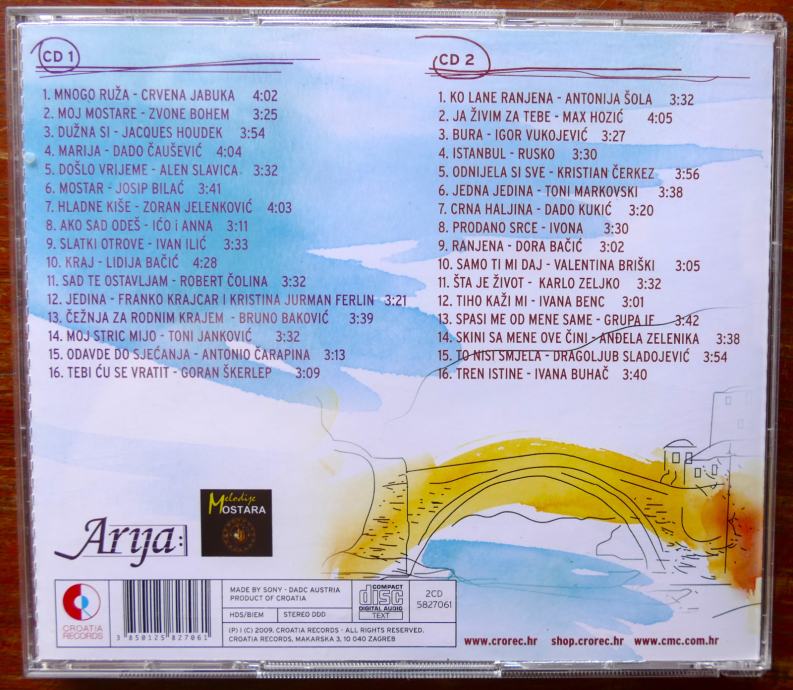 CD 1
1. MNOGO RUŽA - CRVENA JABUKA 4:02
2. MOJ MOSTARE - ZVONE BOHEM 3:25
3. DUŽNA SI - JACQUES HOUDEK 3:54
4. MARIJA - DADO ČAUŠEVIĆ 4:04
5. DOŠLO VRIJEME - ALEN SLAVICA 3:32
6. MOSTAR - JOSIP BILAĆ 3:41
7. HLADNE KIŠE - ZORAN JELENKOVIĆ 4:03
8. AKO SAD ODEŠ - IĆO i ANNA 3:11
9. SLATKI OTROVE - IVAN ILIĆ 3:33
10. KRAJ - LIDIJA BAČIĆ 4:28
11. SAD TE OSTAVLJAM - ROBERT ČOLINA 3:32
12. JEDINA - FRANKO KRAJCAR I KRISTINA JURMAN FERLIN 3:21
13. ČEŽNJA ZA RODNIM KRAJEM - BRUNO BAKOVIĆ 3:39
14. MOJ STRIC MIJO - TONI JANKOVIĆ 3:32
15. ODAVDE DO SJEĆANJA - ANTONIO ČARAPINA 3:13
16. TEBI ĆU SE VRATIT - GORAN ŠKERLEP 3:09
CD 2
1. KO LANE RANJENA - ANTONIJA ŠOLA 3:32
2. JA ŽIVIM ZA TEBE - MAX HOZIĆ 4:05
3. BURA - IGOR VUKOJEVIĆ 3:27
4. ISTANBUL - RUSKO 3:30
5. ODNIJELA SI SVE - KRISTIAN ČERKEZ 3:56
6. JEDNA JEDINA - TONI MARKOVSKI 3:38
7. CRNA HALJINA - DADO KUKIĆ 3:20
8. PRODANO SRCE - IVONA 3:30
9. RANJENA - DORA BAČIĆ 3:02
10. SAMO TI MI DAJ - VALENTINA BRIŠKI 3:05
11. ŠTA JE ŽIVOT - KARLO ZELJKO 3:32
12. TIHO KAŽI MI - IVANA BENC 3:01
13. SPASI ME OD MENE SAME - GRUPA IF 3:42
14. SKINI SA MENE OVE ČINI - ANĐELA ZELENIKA 3:38
15. TO NISI SMJELA - DRAGOLJUB SLADOJEVIĆ 3:54
16. TREN ISTINE - IVANA BUHAČ 3:40
Arija:
Melodije
MOSTARA
CROATIA
RECORDS
3 850125 827061
MADE BY SONY - DADC AUSTRIA
PRODUCT OF CROATIA
HDS/BIEM STEREO DDD
COMPACT
disc
DIGITAL AUDIO
TEXT
2CD
5827061
(P) I (C) 2009. CROATIA RECORDS - ALL RIGHTS RESERVED.
CROATIA RECORDS, MAKARSKA 3, 10 040 ZAGREB
www.crorec.hr shop.crorec.hr www.cmc.com.hr